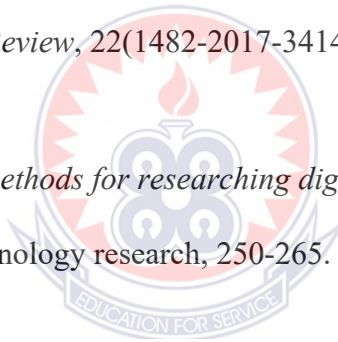 eview, 22(1482-2017-3414
ethods for researching dig
nology research, 250-265.
EDUCATION FOR SERVICE